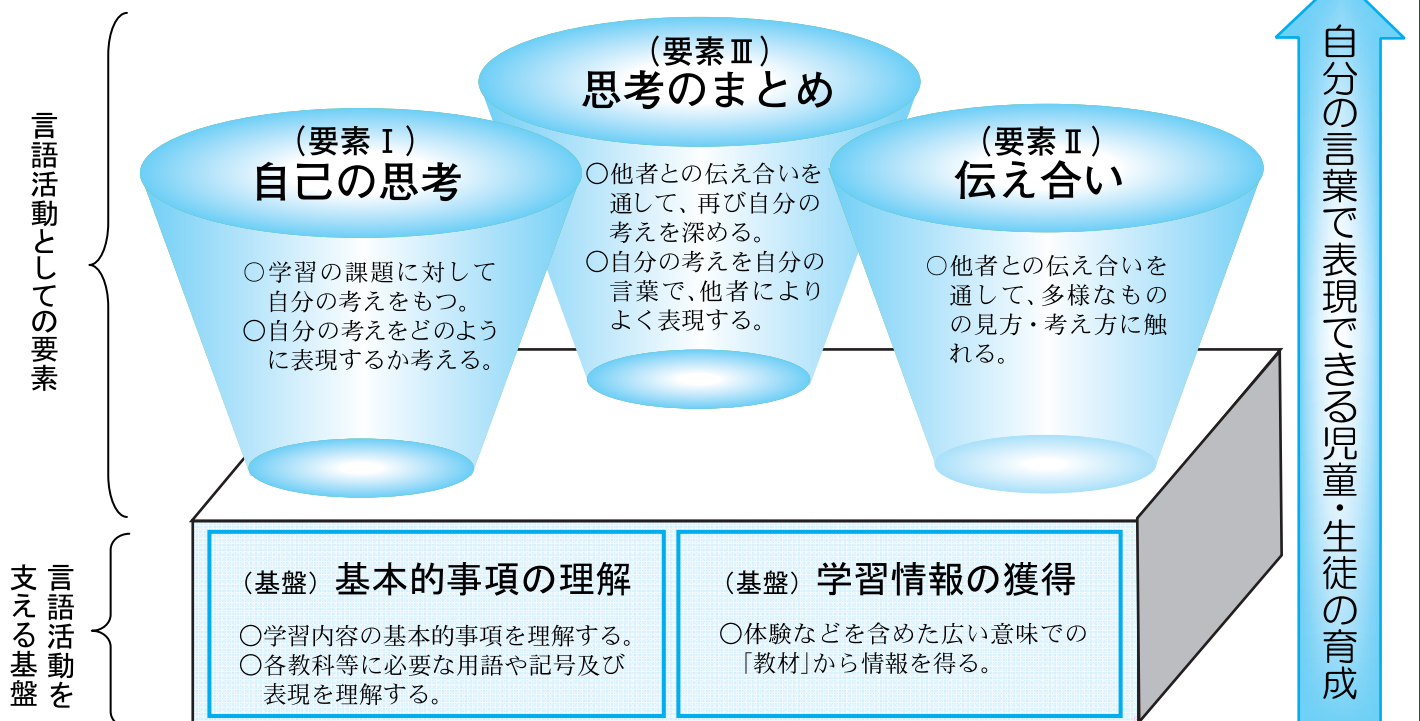 言語活動としての要素
(要素Ⅰ)
自己の思考
○学習の課題に対して
自分の考えをもつ。
○自分の考えをどのよう
に表現するか考える。
(要素Ⅲ)
思考のまとめ
○他者との伝え合いを
通して、再び自分の
考えを深める。
○自分の考えを自分の
言葉で、他者により
よく表現する。
(要素Ⅱ)
伝え合い
○他者との伝え合いを
通して、多様なもの
の見方・考え方に触
れる。
言語活動を
支える基盤
(基盤)基本的事項の理解
○学習内容の基本的事項を理解する。
○各教科等に必要な用語や記号及び
表現を理解する。
(基盤)学習情報の獲得
○体験などを含めた広い意味での
「教材」から情報を得る。
自分の言葉で表現できる児童・生徒の育成